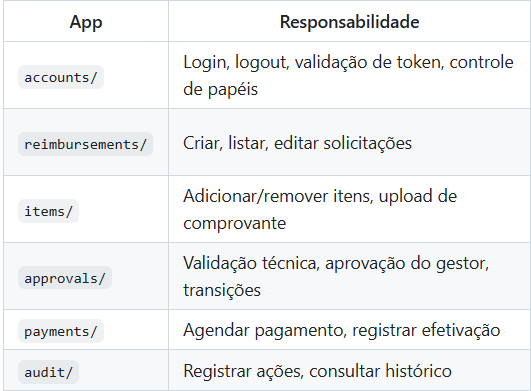 App Responsabilidade
accounts/ Login, logout, validação de token, controle
de papéis
reimbursements/ Criar, listar, editar solicitações
items/ Adicionar/remover itens, upload de
comprovante
approvals/ Validação técnica, aprovação do gestor,
transições
payments/ Agendar pagamento, registrar efetivação
audit/ Registrar ações, consultar histórico